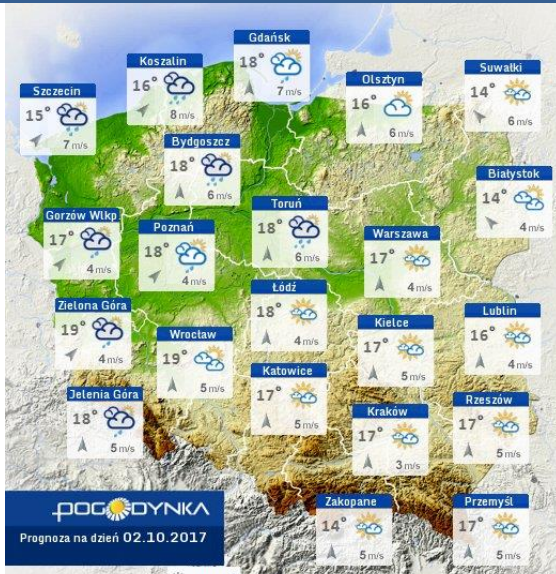 Gdańsk
18°
7 m/s
Koszalin
16°
8 m/s
Suwałki
14°
6 m/s
Olsztyn
16°
6 m/s
Szczecin
15°
7 m/s
Bydgoszcz
18°
6 m/s
Białystok
14°
4 m/s
Toruń
18°
6 m/s
Gorzów Wlkp.
17°
4 m/s
Poznań
18°
4 m/s
Warszawa
17°
4 m/s
Łódź
18°
4 m/s
Zielona Góra
19°
4 m/s
Lublin
16°
4 m/s
Kielce
17°
5 m/s
Wrocław
19°
5 m/s
Katowice
17°
5 m/s
Jelenia Góra
18°
5 m/s
Rzeszów
17°
5 m/s
Kraków
17°
3 m/s
Zakopane
14°
5 m/s
Przemyśl
17°
5 m/s
POGODYNKA
Prognoza na dzień 02.10.2017